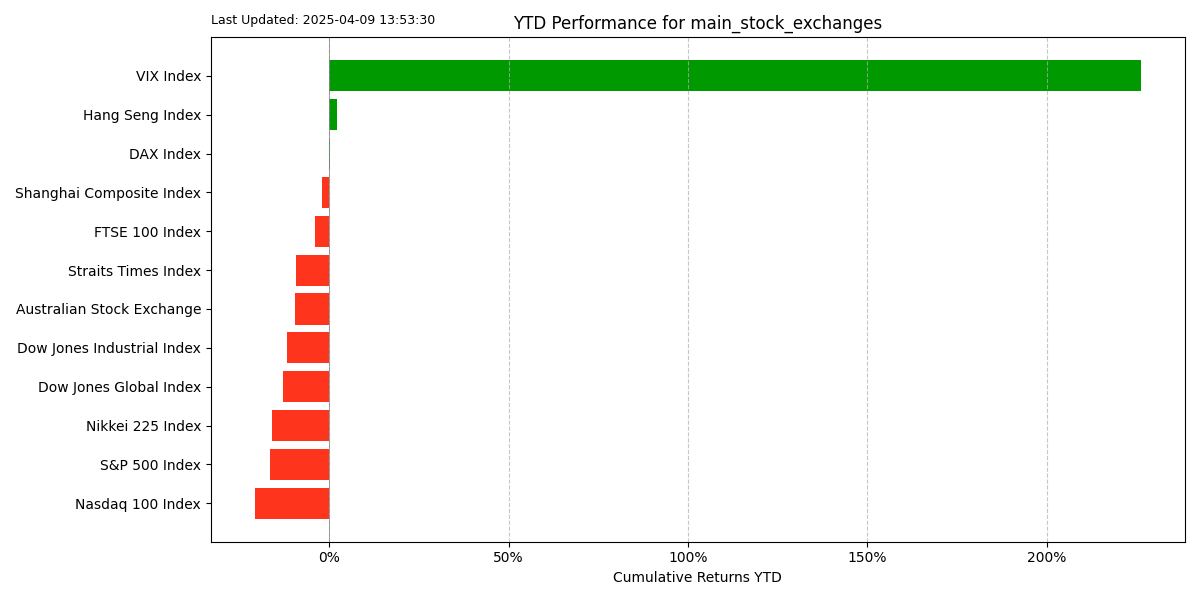 Last Updated: 2025-04-09 13:53:30
YTD Performance for main_stock_exchanges
VIX Index
Hang Seng Index
DAX Index
Shanghai Composite Index
FTSE 100 Index
Straits Times Index
Australian Stock Exchange
Dow Jones Industrial Index
Dow Jones Global Index
Nikkei 225 Index
S&P 500 Index
Nasdaq 100 Index
0% 50% 100% 150% 200%
Cumulative Returns YTD